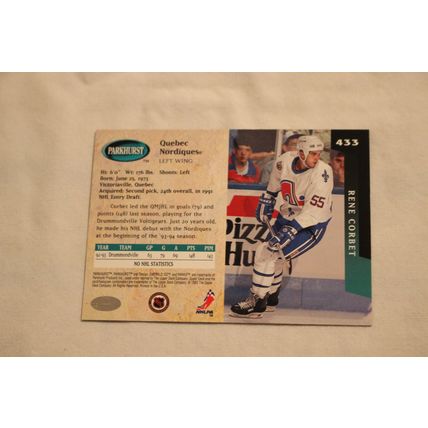 PARKHURST
Quebec
Nordiques
LEFT WING
Ht: 6'0" Wt: 176 lbs. Shoots: Left
Born: June 25, 1973
Victoriaville, Quebec
Acquired: Second pick, 24th overall, in 1991
NHL Entry Draft.
Corbet led the QMJHL in goals (79) and
points (148) last season, playing for the
Drummondville Voltigeurs. Just 20 years old,
he made his NHL debut with the Nordiques
at the beginning of the '93-94 season.
YEAR TEAM GP G A PTS PIM
92-93 Drummondville 63 79 69 148 143
NO NHL STATISTICS
NHLPA
433
RENE CORBET
55
Pizza
Hu